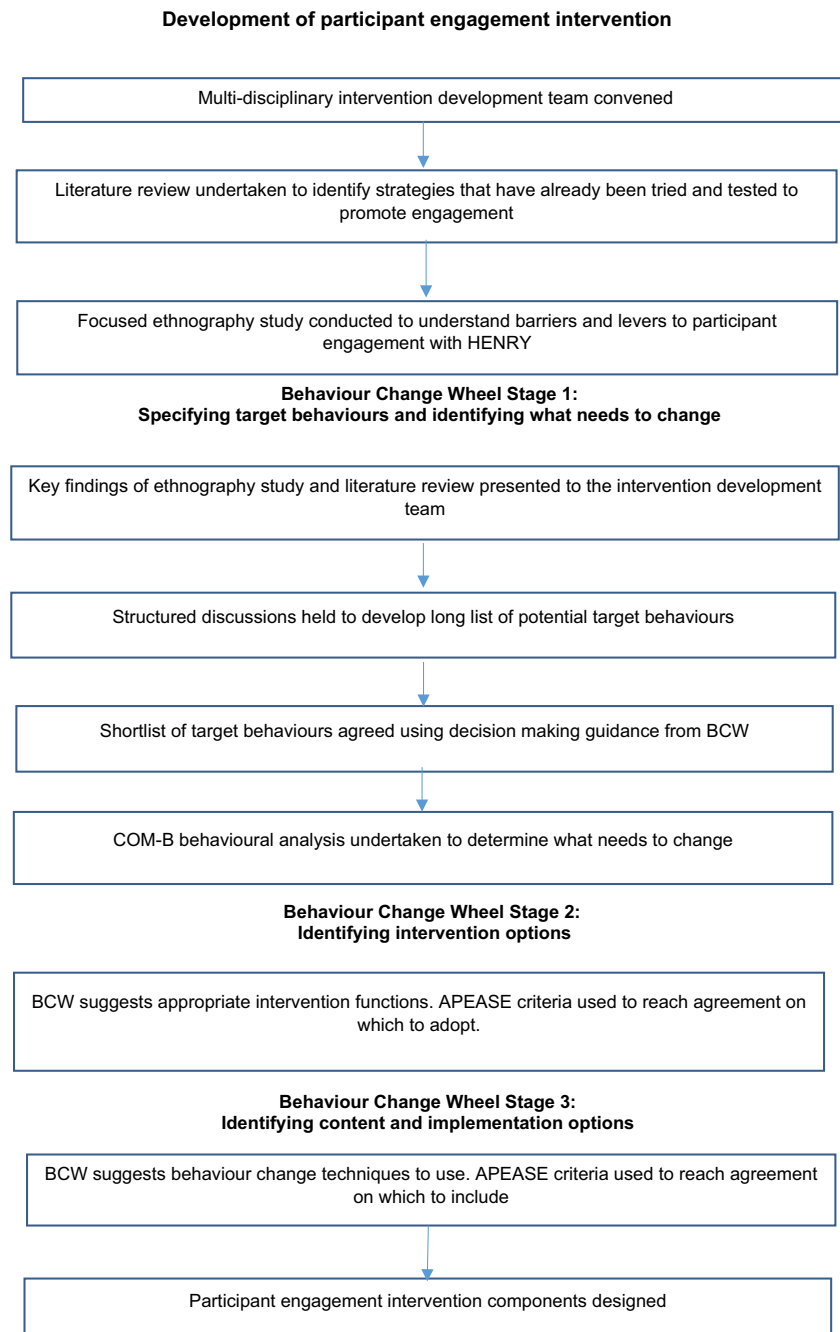 Development of participant engagement intervention
Multi-disciplinary intervention development team convened
Literature review undertaken to identify strategies that have already been tried and tested to
promote engagement
Focused ethnography study conducted to understand barriers and levers to participant
engagement with HENRY
Behaviour Change Wheel Stage 1:
Specifying target behaviours and identifying what needs to change
Key findings of ethnography study and literature review presented to the intervention development
team
Structured discussions held to develop long list of potential target behaviours
Shortlist of target behaviours agreed using decision making guidance from BCW
COM-B behavioural analysis undertaken to determine what needs to change
Behaviour Change Wheel Stage 2:
Identifying intervention options
BCW suggests appropriate intervention functions. APEASE criteria used to reach agreement on
which to adopt.
Behaviour Change Wheel Stage 3:
Identifying content and implementation options
BCW suggests behaviour change techniques to use. APEASE criteria used to reach agreement
on which to include
Participant engagement intervention components designed